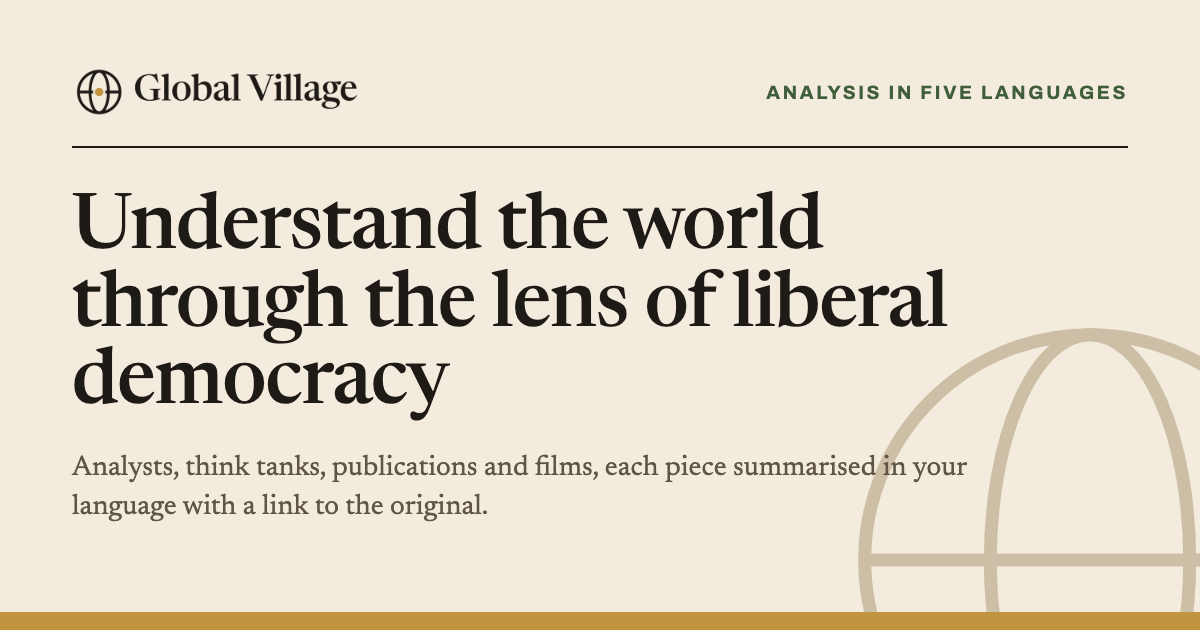 Global Village
ANALYSIS IN FIVE LANGUAGES
Understand the world
through the lens of liberal
democracy
Analysts, think tanks, publications and films, each piece summarised in your
language with a link to the original.